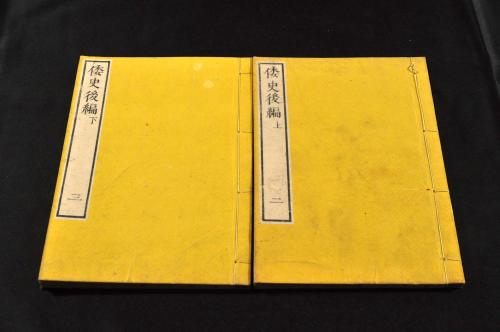 倭史後編 上
二
倭史後編 下
三